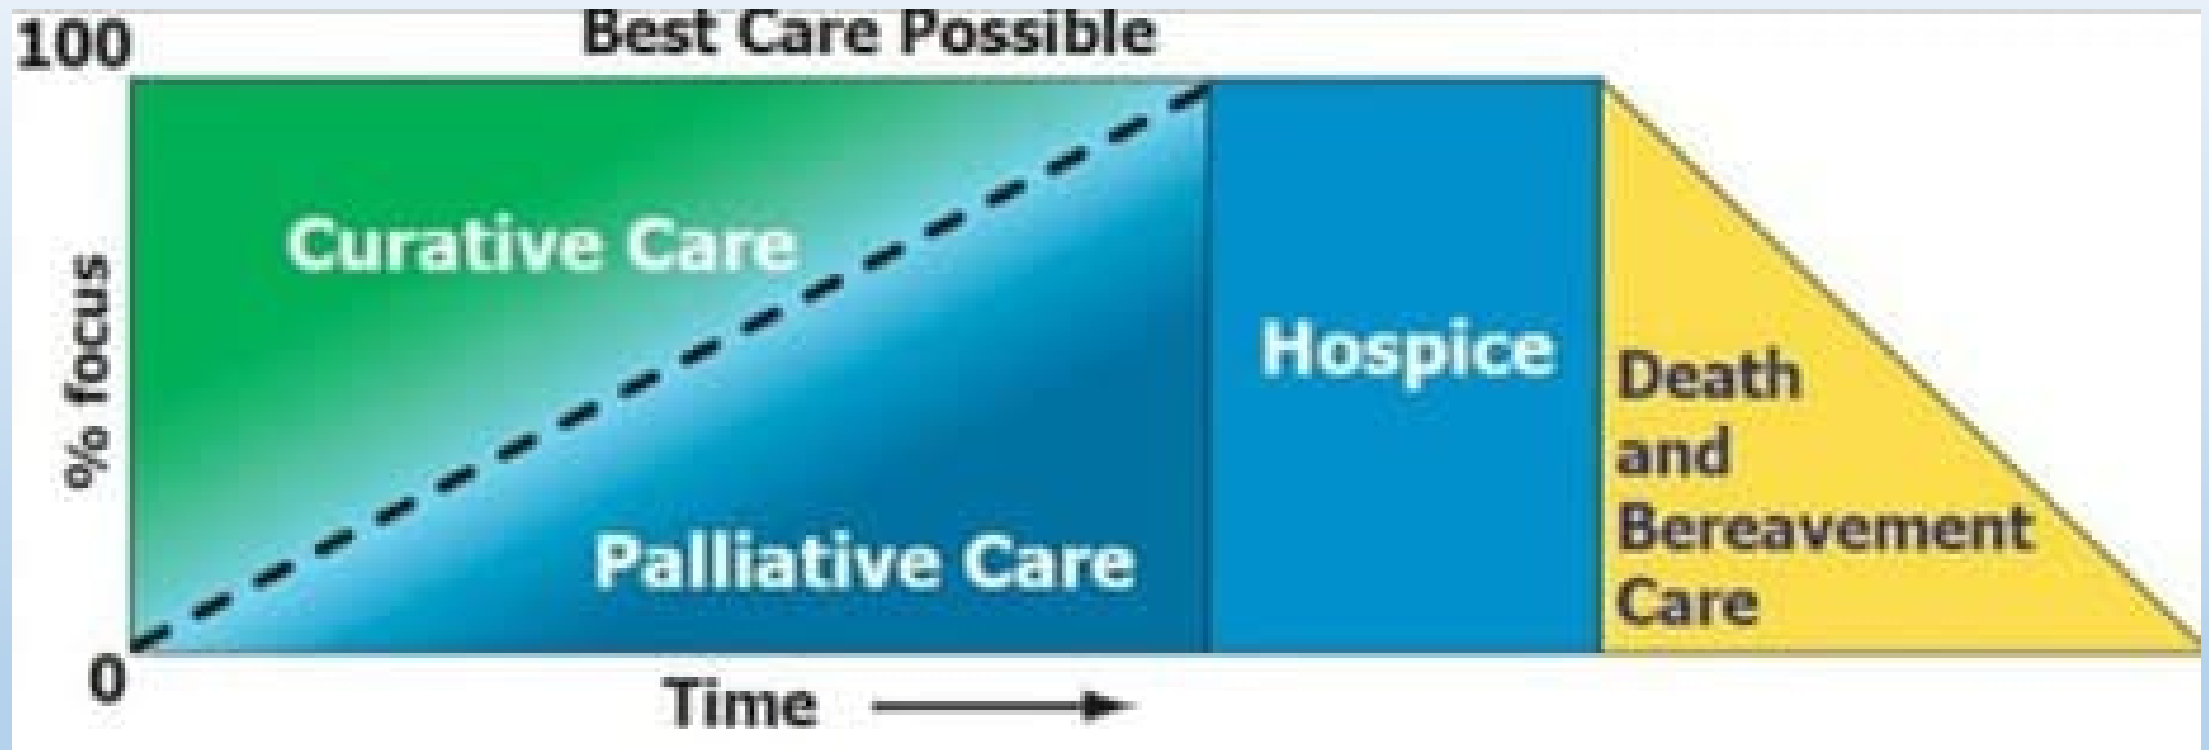 Best Care Possible
100
% focus
Curative Care
Palliative Care
Hospice
Death
and
Bereavement
Care
0
Time